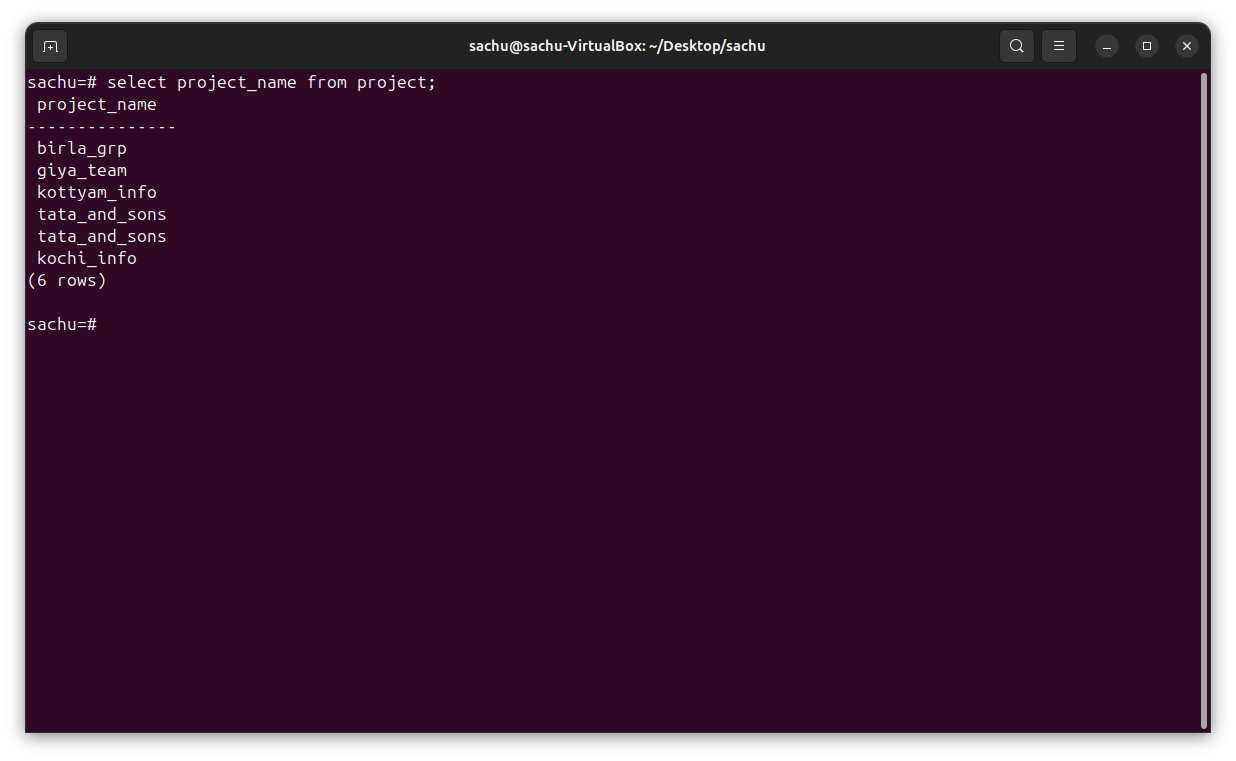 sachu@sachu-VirtualBox: ~/Desktop/sachu
sachu=# select project_name from project;
 project_name
---------------
 birla_grp
 giya_team
 kottyam_info
 tata_and_sons
 tata_and_sons
 kochi_info
(6 rows)

sachu=#